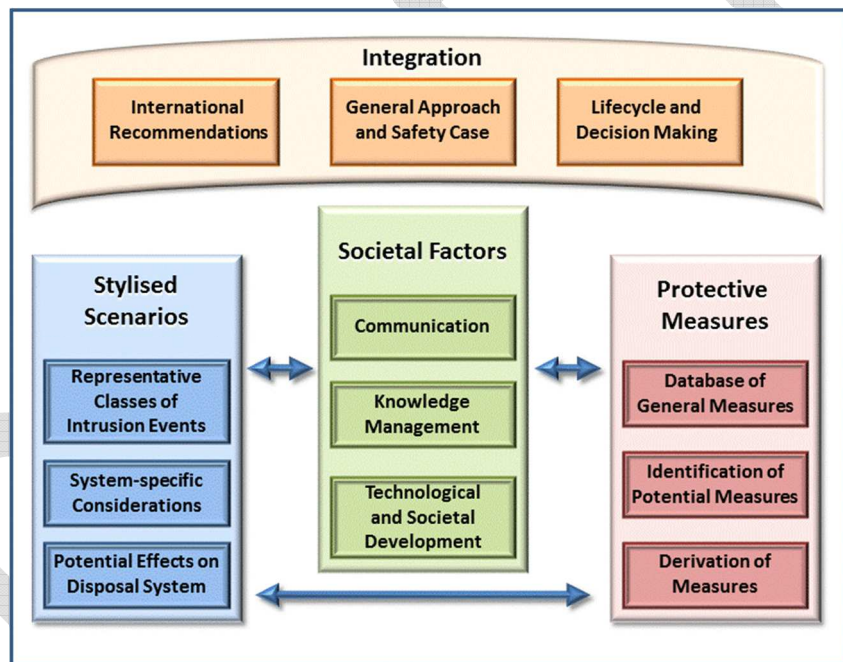 Integration
International
Recommendations
General Approach
and Safety Case
Lifecycle and
Decision Making
Stylised
Scenarios
Representative
Classes of
Intrusion Events
System-specific
Considerations
Potential Effects on
Disposal System
Societal Factors
Communication
Knowledge
Management
Technological
and Societal
Development
Protective
Measures
Database of
General Measures
Identification of
Potential Measures
Derivation of
Measures